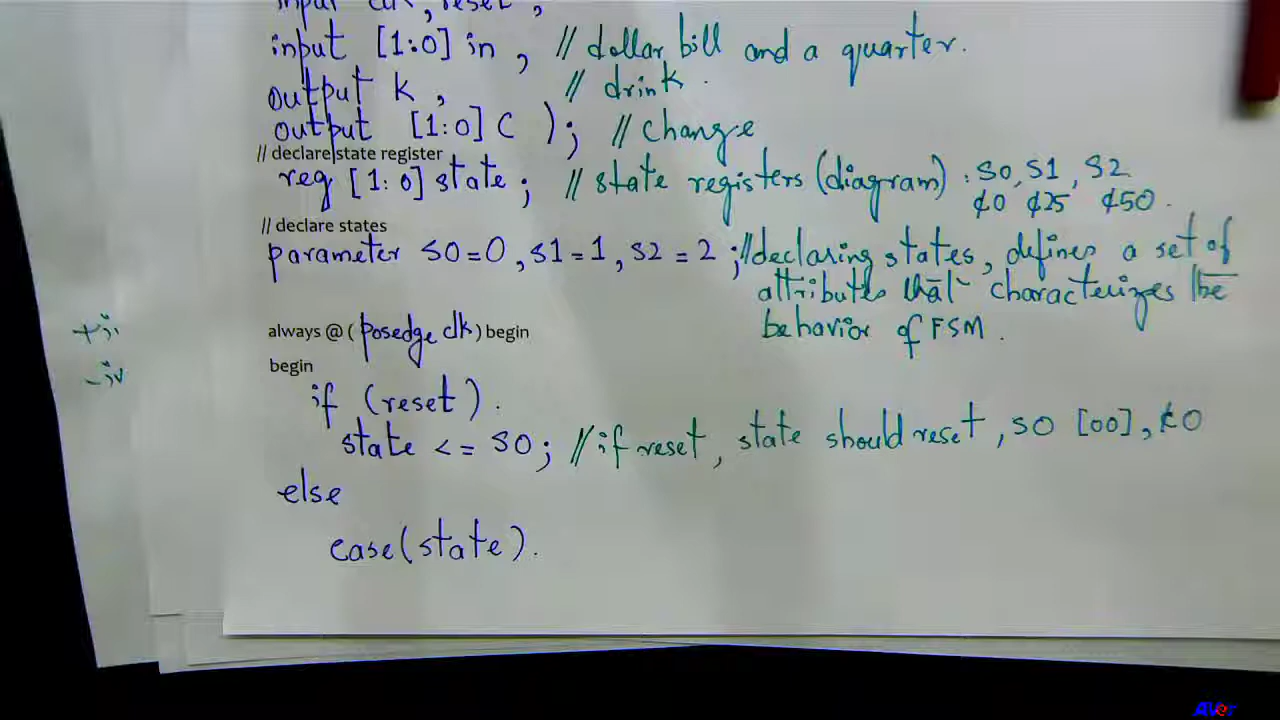 input clk, reset,
input [1:0] in, // dollar bill and a quarter.
output k, // drink.
output [1:0] C ); // change
// declare state register
reg [1:0] state; // state registers (diagram) : S0, S1, S2
¢0 ¢25 ¢50.
// declare states
parameter S0=0, S1=1, S2=2; // declaring states, defines a set of
attributes that characterizes the
behavior of FSM.
always @ ( posedge clk ) begin
begin
if (reset).
state <= S0; // if reset, state should reset, S0 [00], ¢0
else
case(state).
AVer